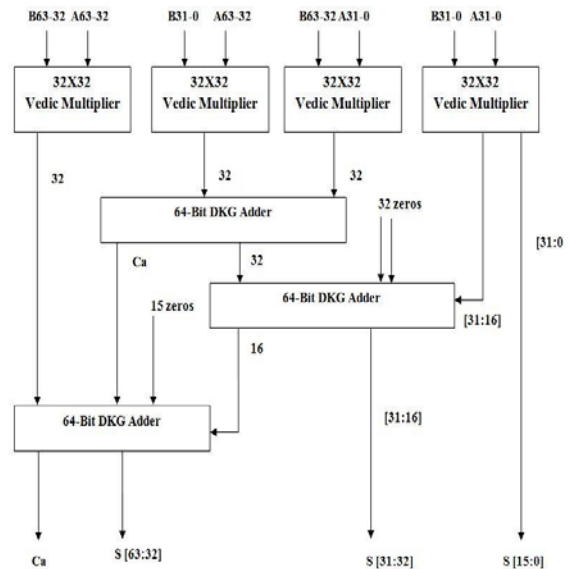 B63-32 A63-32 B31-0 A63-32 B63-32 A31-0 B31-0 A31-0
32X32 Vedic Multiplier
32X32 Vedic Multiplier
32X32 Vedic Multiplier
32X32 Vedic Multiplier
32 32 32
64-Bit DKG Adder
32 zeros
[31:0
Ca 32
64-Bit DKG Adder
15 zeros
[31:16]
16
64-Bit DKG Adder
[31:16]
Ca S [63:32] S [31:32] S [15:0]